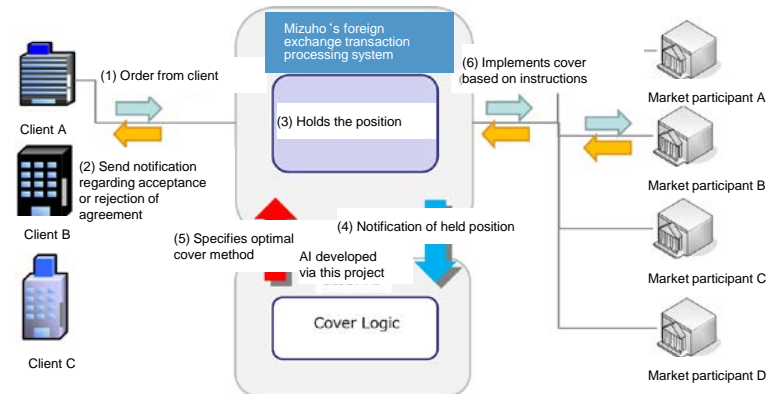 Mizuho's foreign
exchange transaction
processing system
(1) Order from client
(6) Implements cover
based on instructions
(3) Holds the position
Client A
Market participant A
(2) Send notification
regarding acceptance
or rejection of
agreement
Client B
Market participant B
(5) Specifies optimal
cover method
(4) Notification of held position
AI developed
via this project
Market participant C
Cover Logic
Client C
Market participant D